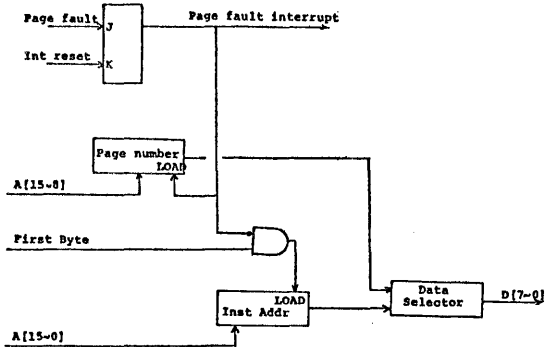 Page fault
J
Page fault interrupt
Int reset
K
Page number
LOAD
A[15~8]
First Byte
LOAD
Inst Addr
Data
Selector
D[7~0]
A[15~0]